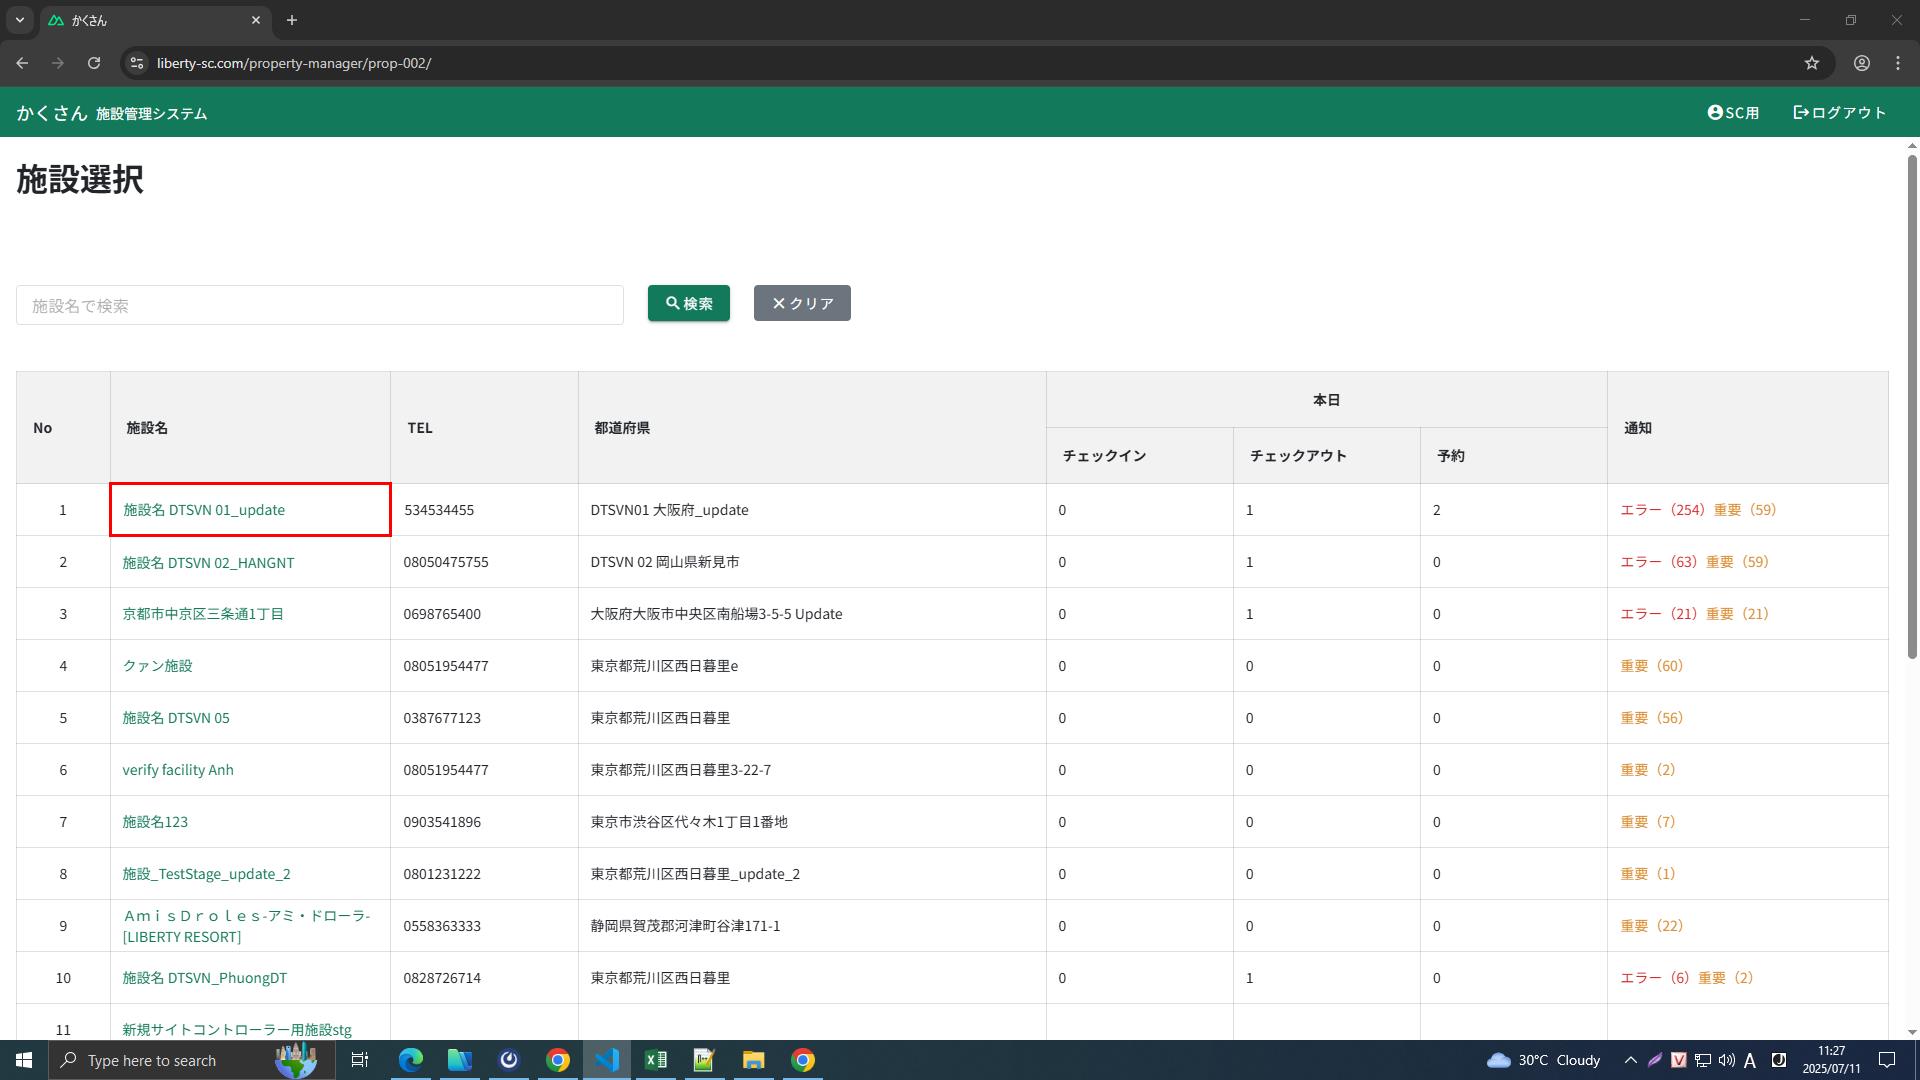 かくさん
liberty-sc.com/property-manager/prop-002/
かくさん 施設管理システム
SC用
ログアウト
施設選択
施設名で検索
検索
クリア
No 施設名 TEL 都道府県 本日 通知
チェックイン チェックアウト 予約
1 施設名 DTSVN 01_update 534534455 DTSVN01 大阪府_update 0 1 2 エラー（254）重要（59）
2 施設名 DTSVN 02_HANGNT 08050475755 DTSVN 02 岡山県新見市 0 1 0 エラー（63）重要（59）
3 京都市中京区三条通1丁目 0698765400 大阪府大阪市中央区南船場3-5-5 Update 0 1 0 エラー（21）重要（21）
4 クァン施設 08051954477 東京都荒川区西日暮里e 0 0 0 重要（60）
5 施設名 DTSVN 05 0387677123 東京都荒川区西日暮里 0 0 0 重要（56）
6 verify facility Anh 08051954477 東京都荒川区西日暮里3-22-7 0 0 0 重要（2）
7 施設名123 0903541896 東京市渋谷区代々木1丁目1番地 0 0 0 重要（7）
8 施設_TestStage_update_2 0801231222 東京都荒川区西日暮里_update_2 0 0 0 重要（1）
9 ＡｍｉｓＤｒｏｌｅｓ-アミ・ドローラ-
[LIBERTY RESORT] 0558363333 静岡県賀茂郡河津町谷津171-1 0 0 0 重要（22）
10 施設名 DTSVN_PhuongDT 0828726714 東京都荒川区西日暮里 0 1 0 エラー（6）重要（2）
11 新規サイトコントローラー用施設stg
Type here to search
30°C Cloudy
A
11:27
2025/07/11